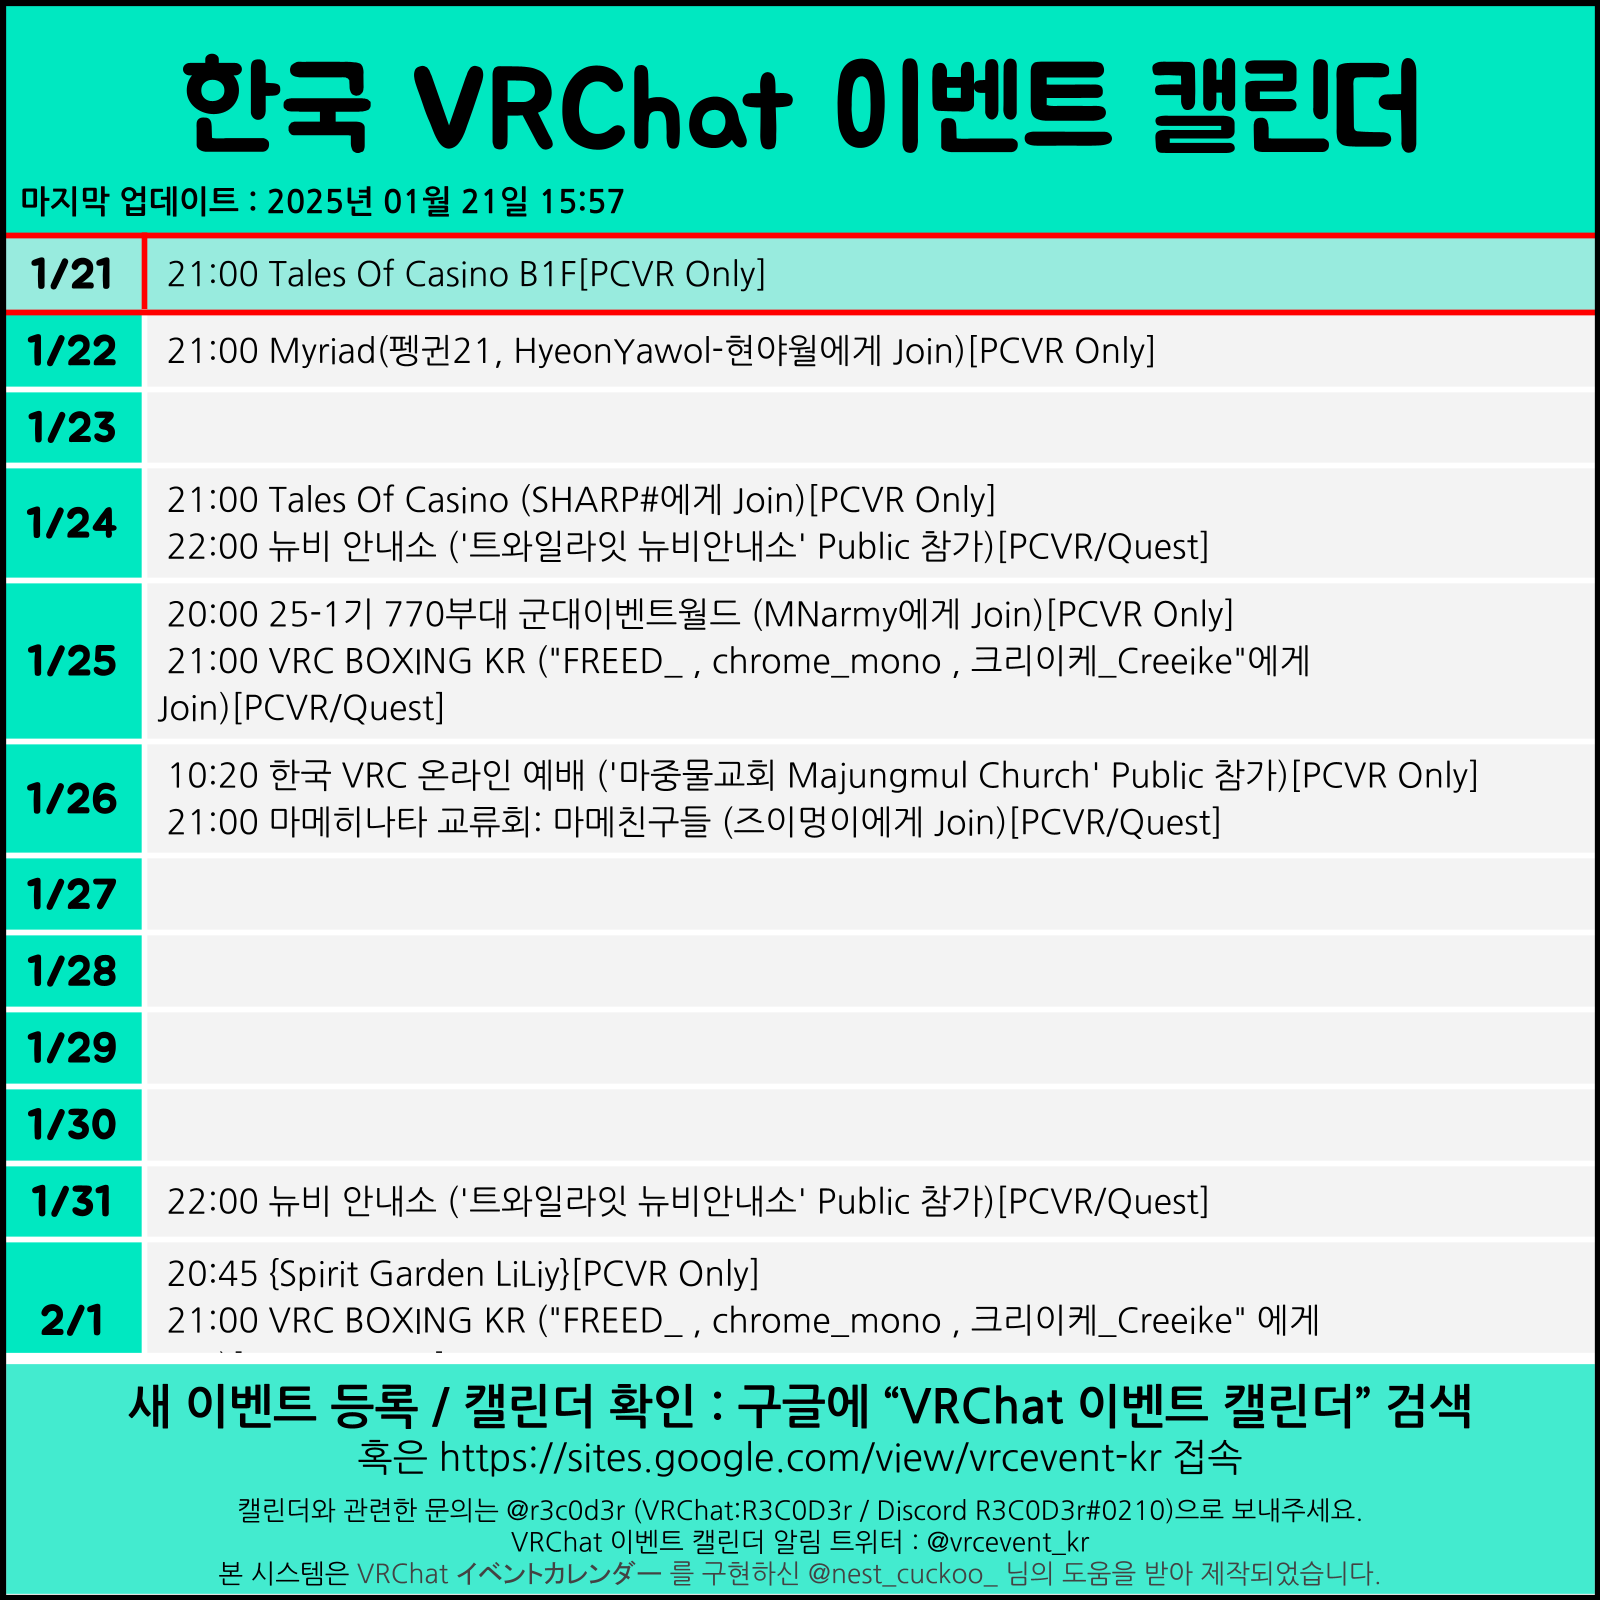 한국 VRChat 이벤트 캘린더
마지막 업데이트 : 2025년 01월 21일 15:57
1/21 21:00 Tales Of Casino B1F[PCVR Only]
1/22 21:00 Myriad(펭귄21, HyeonYawol-현야월에게 Join)[PCVR Only]
1/23
1/24
21:00 Tales Of Casino (SHARP#에게 Join)[PCVR Only]
22:00 뉴비 안내소 ('트와일라잇 뉴비안내소' Public 참가)[PCVR/Quest]
1/25
20:00 25-1기 770부대 군대이벤트월드 (MNarmy에게 Join)[PCVR Only]
21:00 VRC BOXING KR ("FREED_ , chrome_mono , 크리이케_Creeike"에게
Join)[PCVR/Quest]
1/26
10:20 한국 VRC 온라인 예배 ('마중물교회 Majungmul Church' Public 참가)[PCVR Only]
21:00 마메히나타 교류회: 마메친구들 (즈이멍이에게 Join)[PCVR/Quest]
1/27
1/28
1/29
1/30
1/31 22:00 뉴비 안내소 ('트와일라잇 뉴비안내소' Public 참가)[PCVR/Quest]
2/1
20:45 {Spirit Garden LiLiy}[PCVR Only]
21:00 VRC BOXING KR ("FREED_ , chrome_mono , 크리이케_Creeike" 에게
새 이벤트 등록 / 캘린더 확인 : 구글에 “VRChat 이벤트 캘린더” 검색
혹은 https://sites.google.com/view/vrcevent-kr 접속
캘린더와 관련한 문의는 @r3c0d3r (VRChat:R3C0D3r / Discord R3C0D3r#0210)으로 보내주세요.
VRChat 이벤트 캘린더 알림 트위터 : @vrcevent_kr
본 시스템은 VRChat イベントカレンダー 를 구현하신 @nest_cuckoo_ 님의 도움을 받아 제작되었습니다.